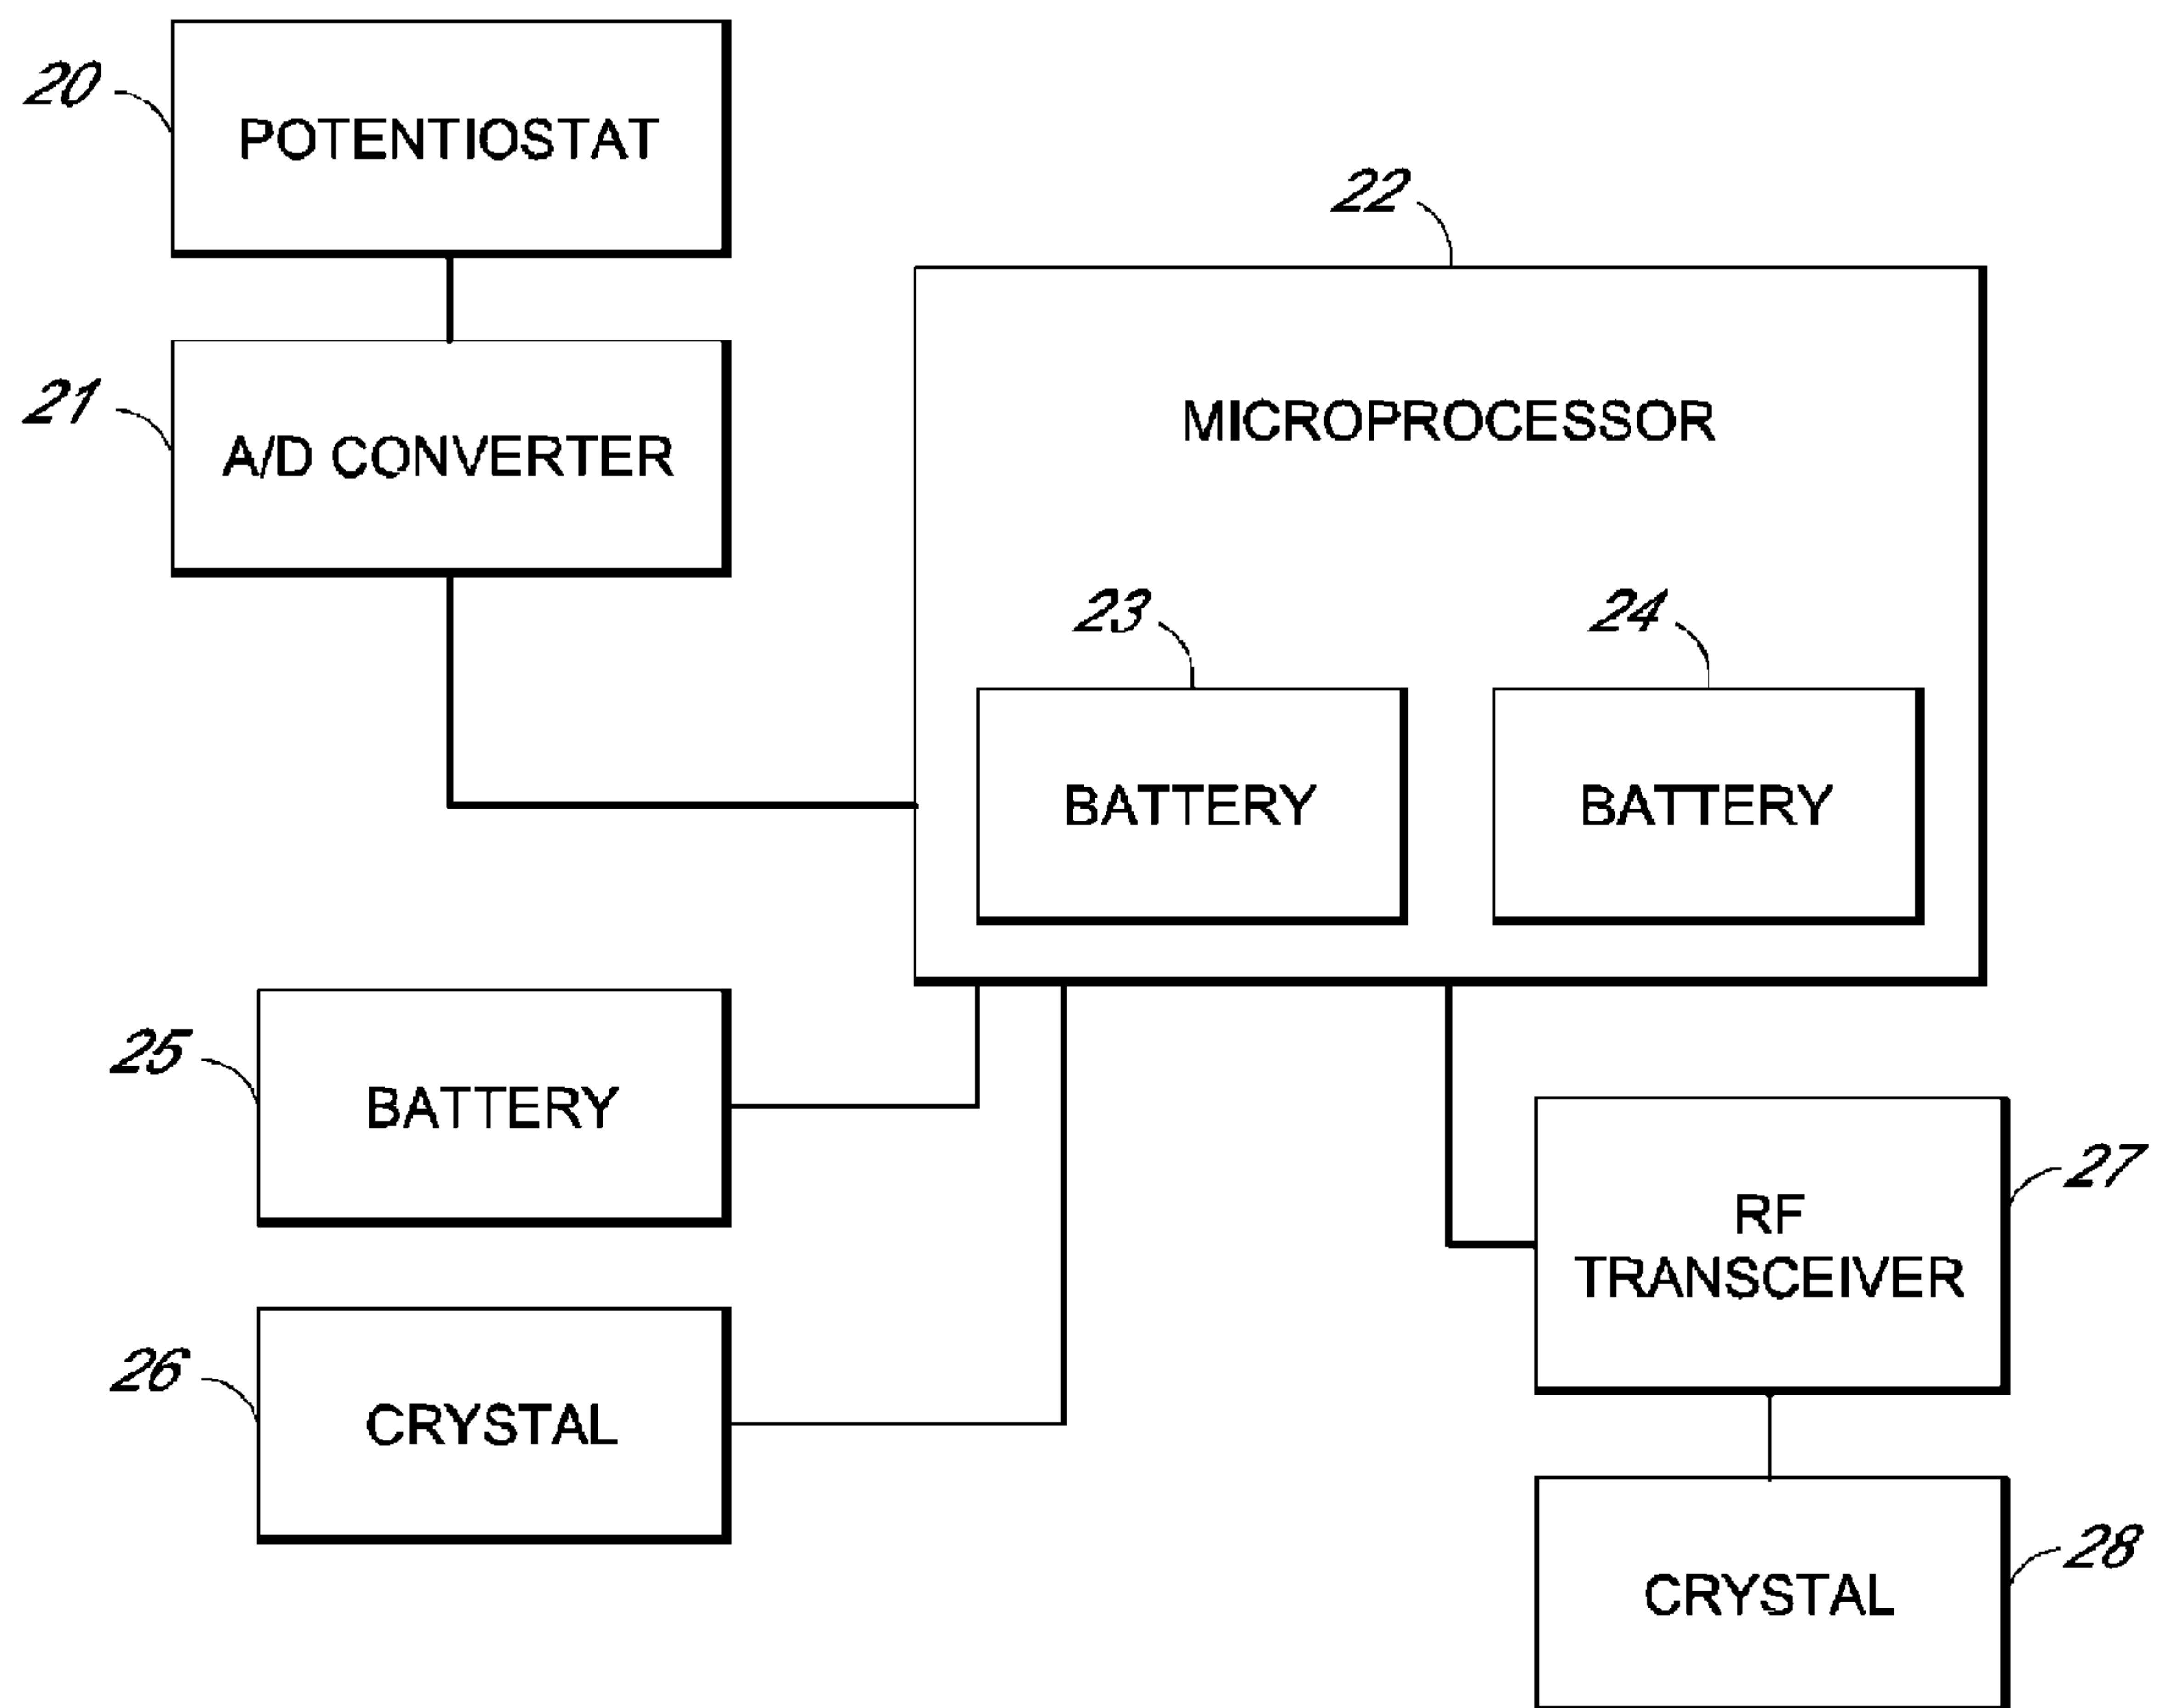 20
POTENTIOSTAT
21
A/D CONVERTER
22
MICROPROCESSOR
23
BATTERY
24
BATTERY
25
BATTERY
26
CRYSTAL
27
RF
TRANSCEIVER
28
CRYSTAL